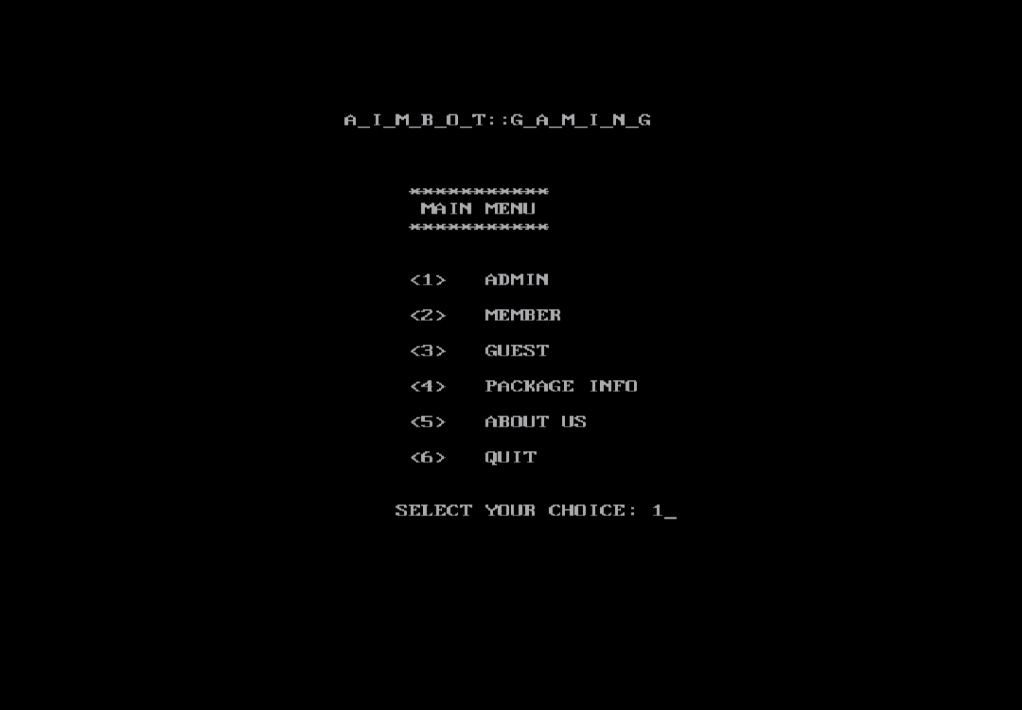 A_I_M_B_O_T::G_A_M_I_N_G
***********
MAIN MENU
***********
<1> ADMIN
<2> MEMBER
<3> GUEST
<4> PACKAGE INFO
<5> ABOUT US
<6> QUIT
SELECT YOUR CHOICE: 1_